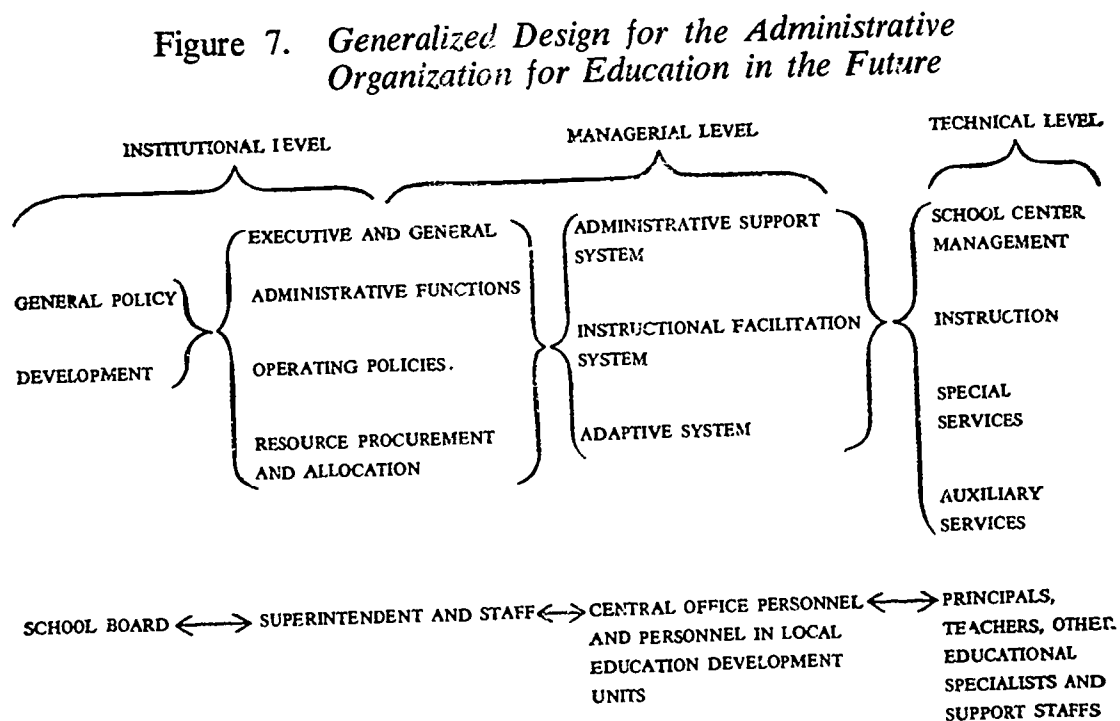 Figure 7. Generalized Design for the Administrative
Organization for Education in the Future
INSTITUTIONAL LEVEL
MANAGERIAL LEVEL
TECHNICAL LEVEL
GENERAL POLICY
DEVELOPMENT
EXECUTIVE AND GENERAL
ADMINISTRATIVE FUNCTIONS
OPERATING POLICIES.
RESOURCE PROCUREMENT
AND ALLOCATION
ADMINISTRATIVE SUPPORT
SYSTEM
INSTRUCTIONAL FACILITATION
SYSTEM
ADAPTIVE SYSTEM
SCHOOL CENTER
MANAGEMENT
INSTRUCTION
SPECIAL
SERVICES
AUXILIARY
SERVICES
SCHOOL BOARD
SUPERINTENDENT AND STAFF
CENTRAL OFFICE PERSONNEL
AND PERSONNEL IN LOCAL
EDUCATION DEVELOPMENT
UNITS
PRINCIPALS,
TEACHERS, OTHER
EDUCATIONAL
SPECIALISTS AND
SUPPORT STAFFS